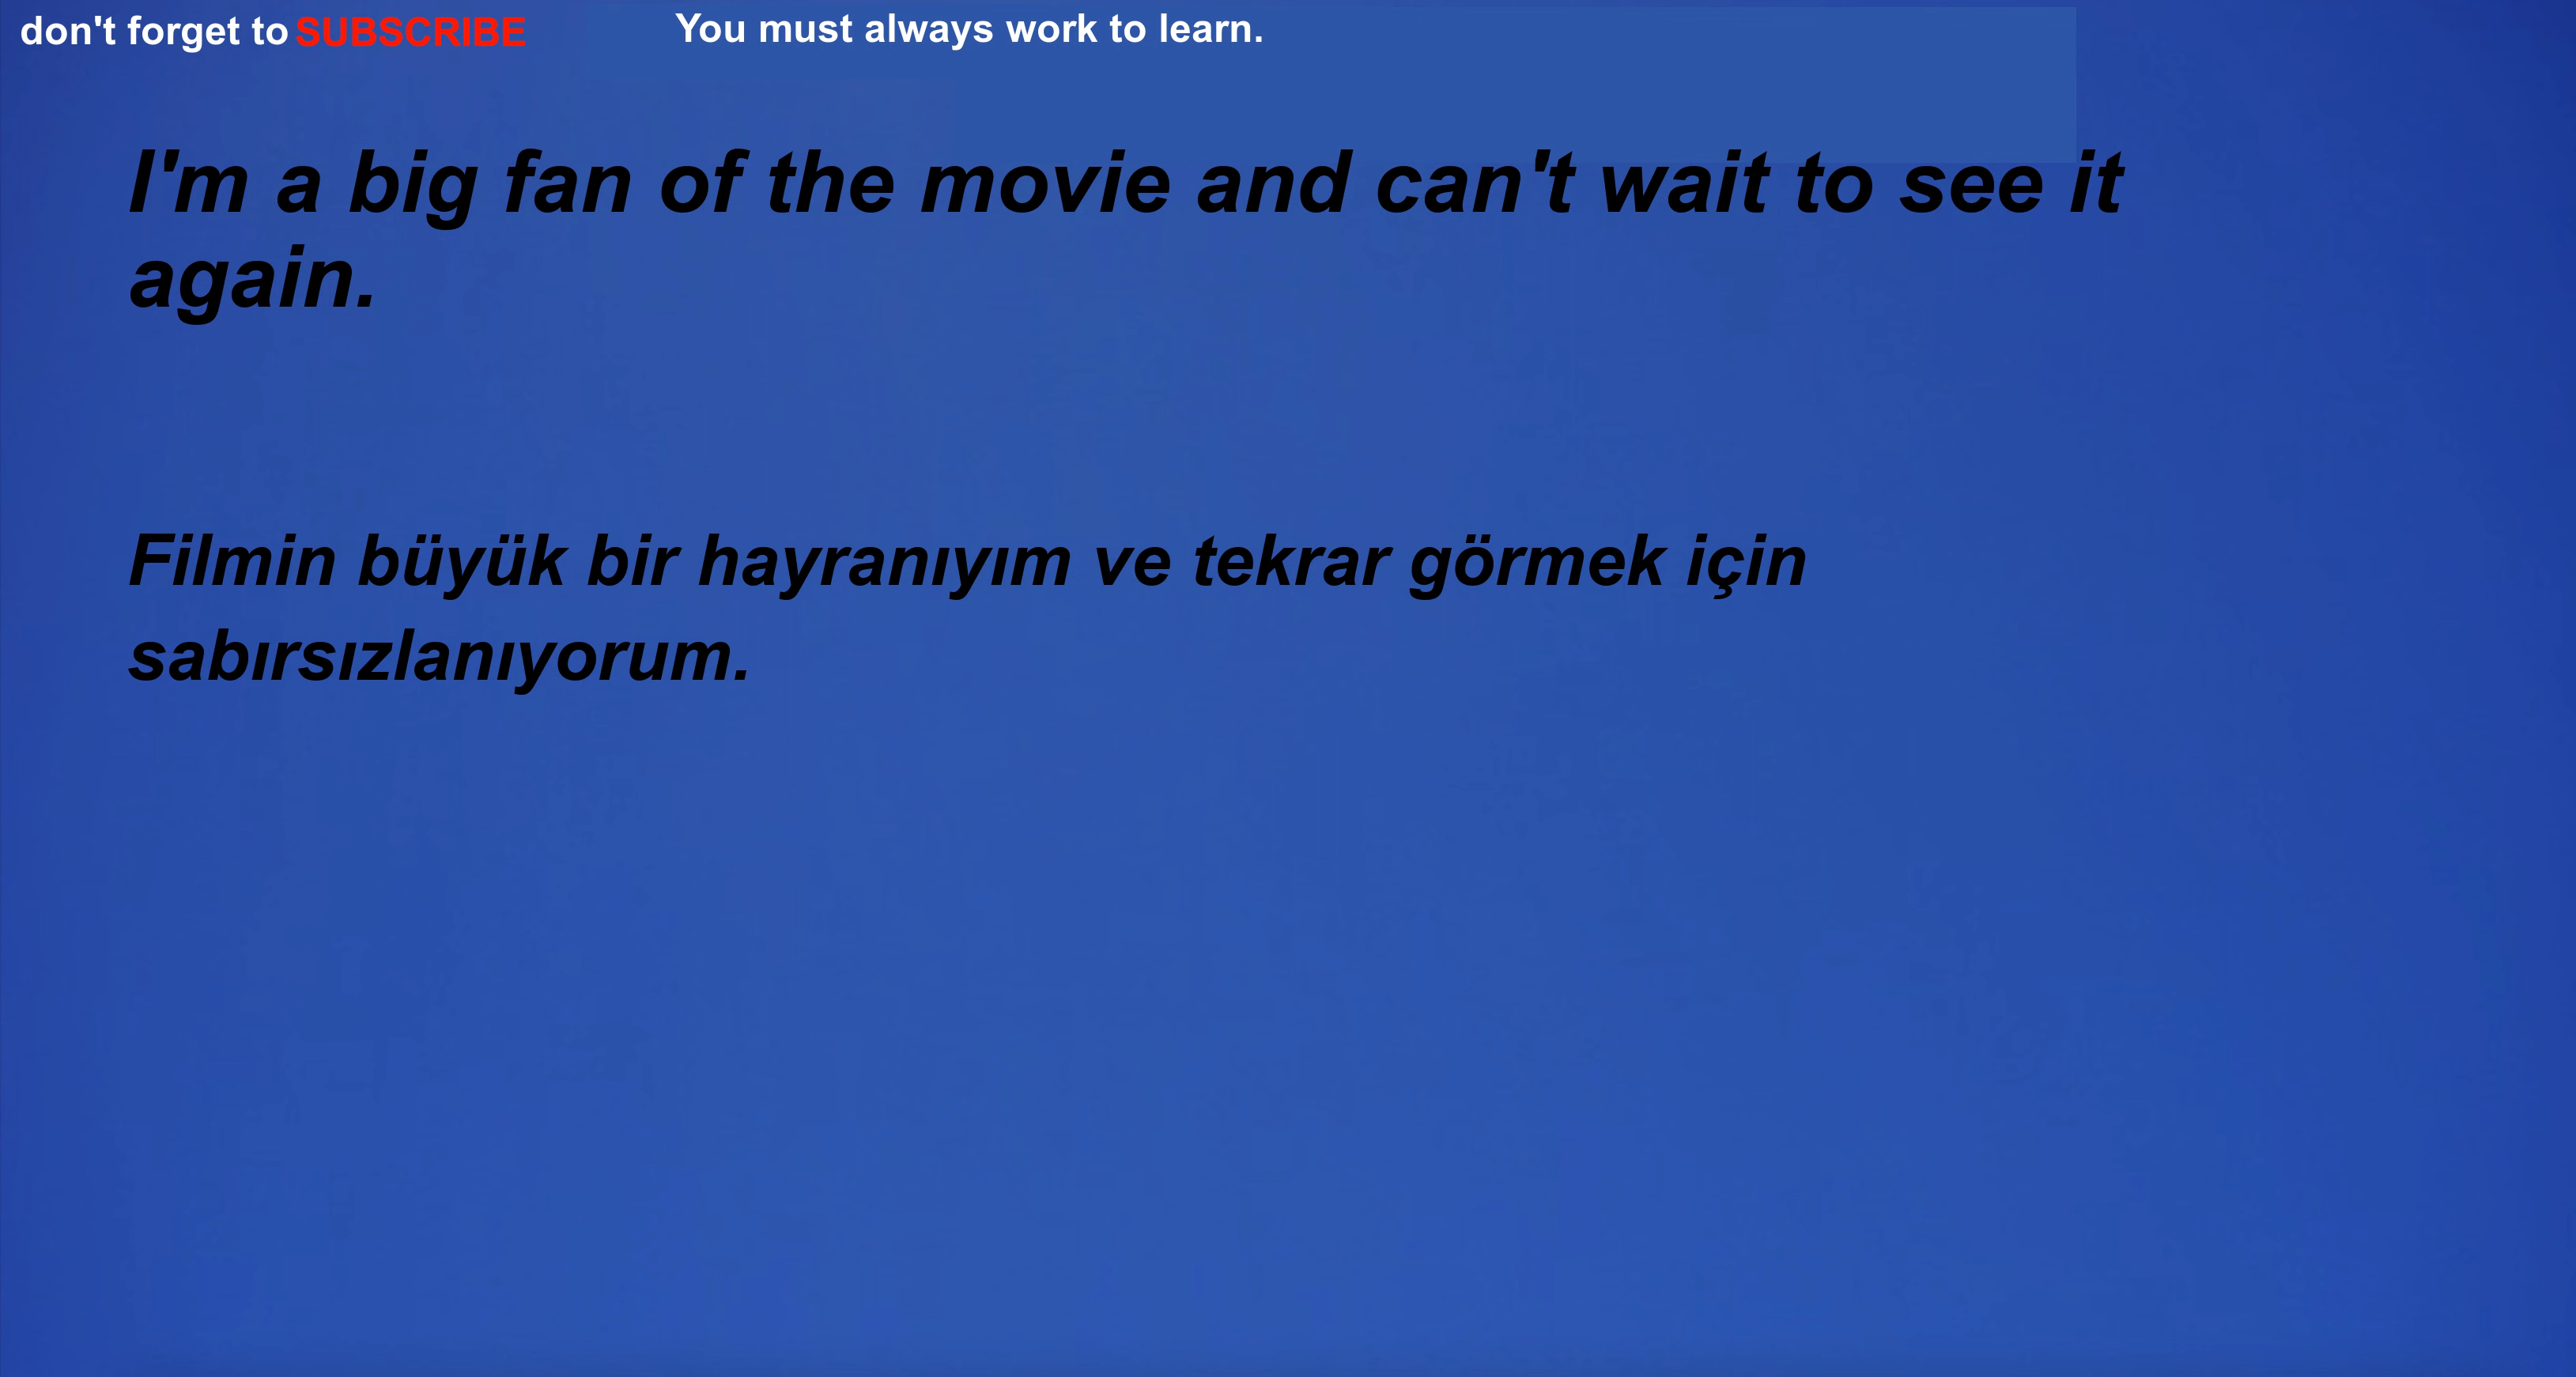 don't forget to SUBSCRIBE
You must always work to learn.
I'm a big fan of the movie and can't wait to see it
again.
Filmin büyük bir hayranıyım ve tekrar görmek için
sabırsızlanıyorum.